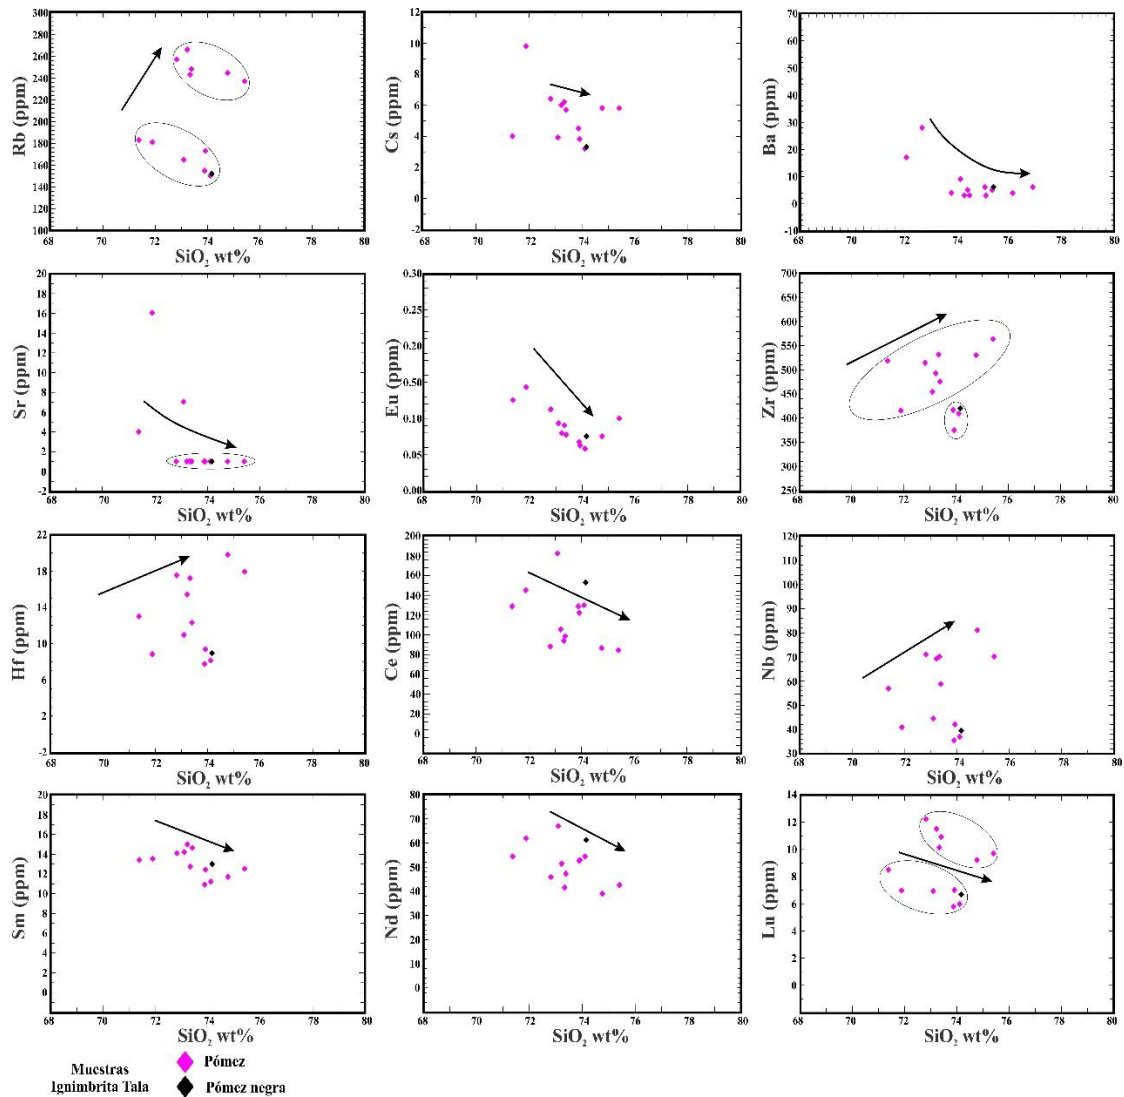 300
280
260
240
220
200
180
160
140
120
100
Rb (ppm)
68 70 72 74 76 78 80
SiO₂ wt%
12
10
8
6
4
2
0
-2
Cs (ppm)
68 70 72 74 76 78 80
SiO₂ wt%
70
60
50
40
30
20
10
0
-10
Ba (ppm)
68 70 72 74 76 78 80
SiO₂ wt%
20
18
16
14
12
10
8
6
4
2
0
-2
Sr (ppm)
68 70 72 74 76 78 80
SiO₂ wt%
0.30
0.25
0.20
0.50
0.10
0.05
0.00
Eu (ppm)
68 70 72 74 76 78 80
SiO₂ wt%
700
650
600
550
500
450
400
350
300
250
Zr (ppm)
70 72 74 76 78 80
SiO₂ wt%
22
18
14
10
6
2
-2
Hf (ppm)
68 70 72 74 76 78 80
SiO₂ wt%
200
180
160
140
120
100
80
60
40
20
0
Ce (ppm)
68 70 72 74 76 78 80
SiO₂ wt%
120
110
100
90
80
70
60
50
40
30
Nb (ppm)
68 70 72 74 76 78 80
SiO₂ wt%
20
18
16
14
12
10
8
6
4
2
0
Sm (ppm)
68 70 72 74 76 78 80
SiO₂ wt%
80
70
60
50
40
30
20
10
0
Nd (ppm)
68 70 72 74 76 78 80
SiO₂ wt%
14
12
10
8
6
4
2
0
Lu (ppm)
68 70 72 74 76 78 80
SiO₂ wt%
Muestras
Ignimbrita Tala
Pómez
Pómez negra